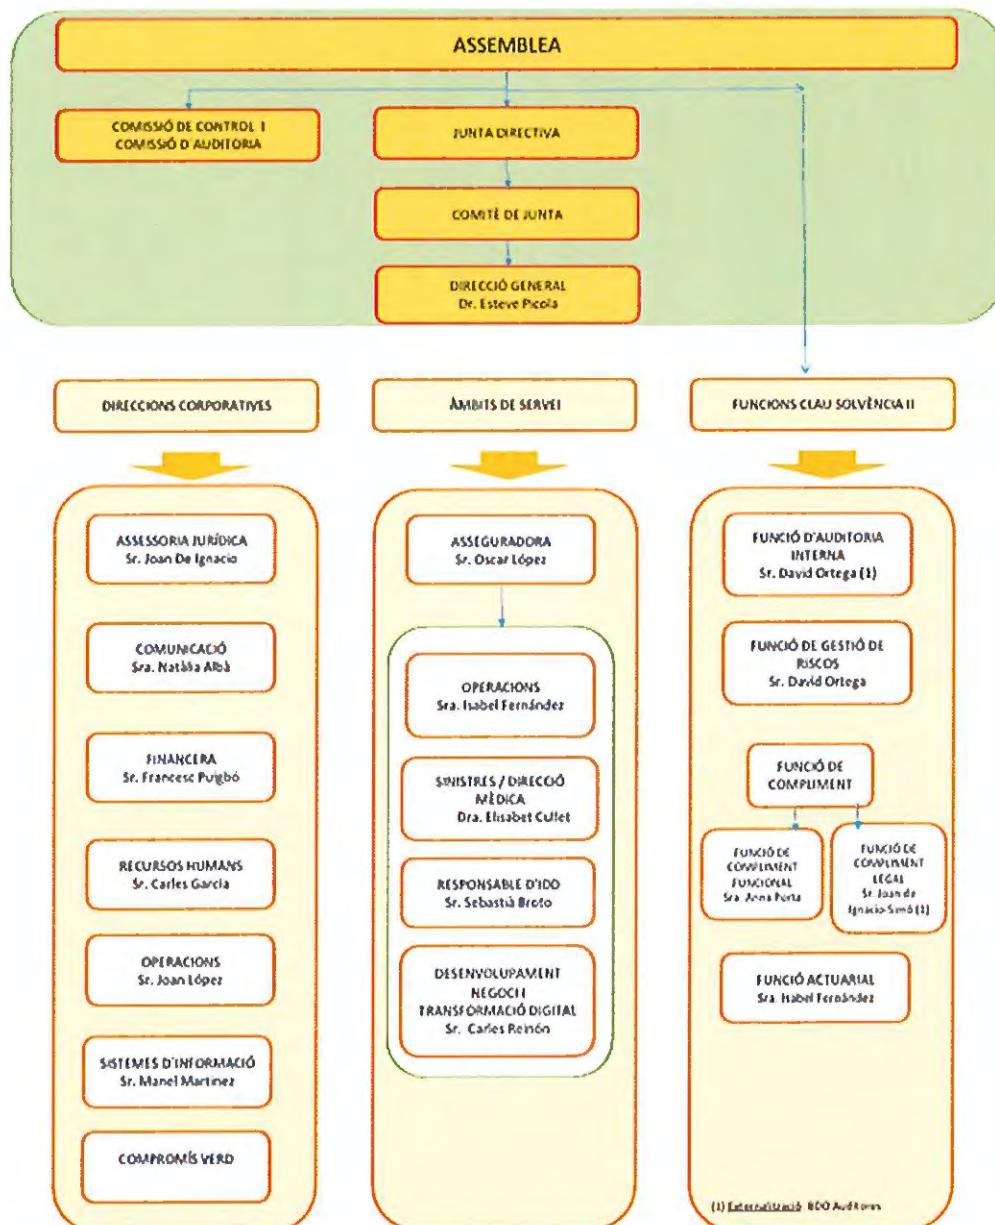 ASSEMBLEA
COMISSIÓ DE CONTROL I
COMISSIÓ D'AUDITORIA
JUNTA DIRECTIVA
COMITÈ DE JUNTA
DIRECCIÓ GENERAL
Dr. Esteve Picola
DIRECCIONS CORPORATIVES
ÀMBITS DE SERVEI
FUNCIONS CLAU SOLVÈNCIA II
ASSESSORIA JURÍDICA
Sr. Joan De Ignacio
COMUNICACIÓ
Sra. Natàlia Albà
FINANCERA
Sr. Francesc Puigbó
RECURSOS HUMANS
Sr. Carles García
OPERACIONS
Sr. Joan López
SISTEMES D'INFORMACIÓ
Sr. Manel Martinez
COMPROMÍS VERD
ASSEGURADORA
Sr. Oscar López
OPERACIONS
Sra. Isabel Fernández
SINISTRES / DIRECCIÓ
MÈDICA
Dra. Elisabet Cullet
RESPONSABLE D'IDD
Sr. Sebastià Broto
DESENVOLUPAMENT
NEGOCI I
TRANSFORMACIÓ DIGITAL
Sr. Carles Reinón
FUNCIÓ D'AUDITORIA
INTERNA
Sr. David Ortega (1)
FUNCIÓ DE GESTIÓ DE
RISCOS
Sr. David Ortega
FUNCIÓ DE
COMPLIMENT
FUNCIÓ DE
COMPLIMENT
FUNCIONAL
Sra. Anna Porta
FUNCIÓ DE
COMPLIMENT
LEGAL
Sr. Joan de
Ignacio Simó (1)
FUNCIÓ ACTUARIAL
Sra. Isabel Fernández
(1) Externalització BDO Auditores